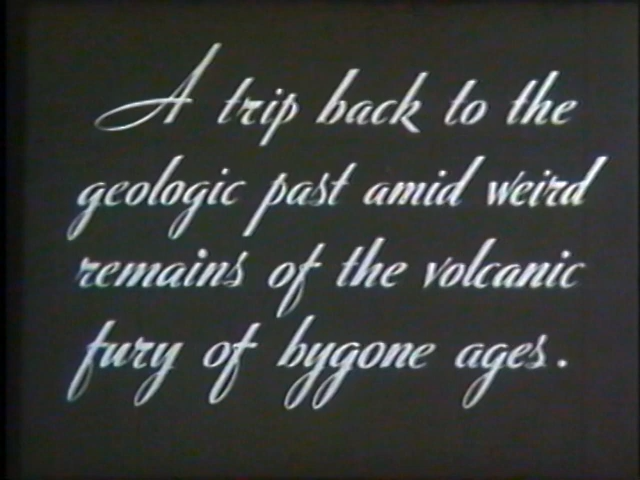 A trip back to the
geologic past amid weird
remains of the volcanic
fury of bygone ages.